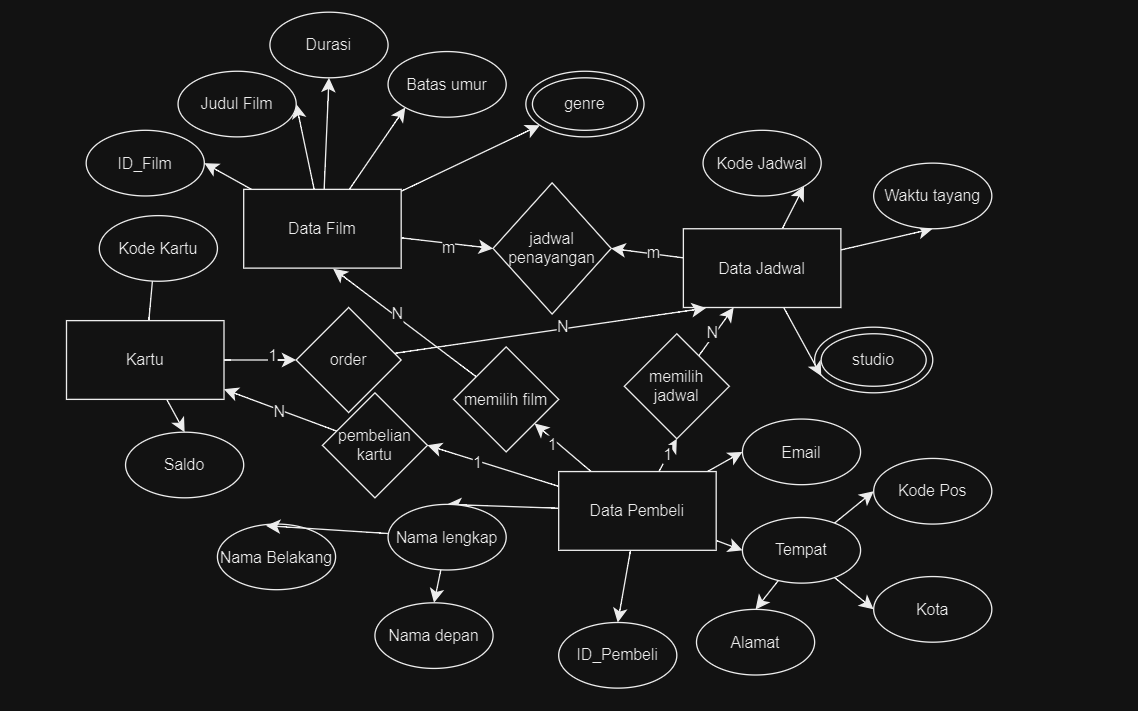 Durasi
Batas umur
Judul Film
genre
ID_Film
Kode Jadwal
Waktu tayang
Data Film
Kode Kartu
jadwal
penayangan
m
m
Data Jadwal
N
N
N
Kartu
1
order
studio
memilih
jadwal
memilih film
N
pembelian
kartu
1
1
1
Email
Saldo
Kode Pos
Data Pembeli
Nama lengkap
Nama Belakang
Tempat
Kota
Nama depan
Alamat
ID_Pembeli